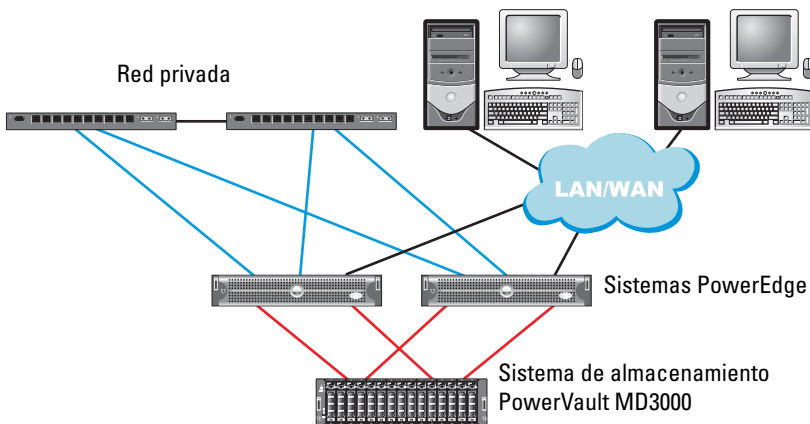 Red privada
LAN/WAN
Sistemas PowerEdge
Sistema de almacenamiento
PowerVault MD3000